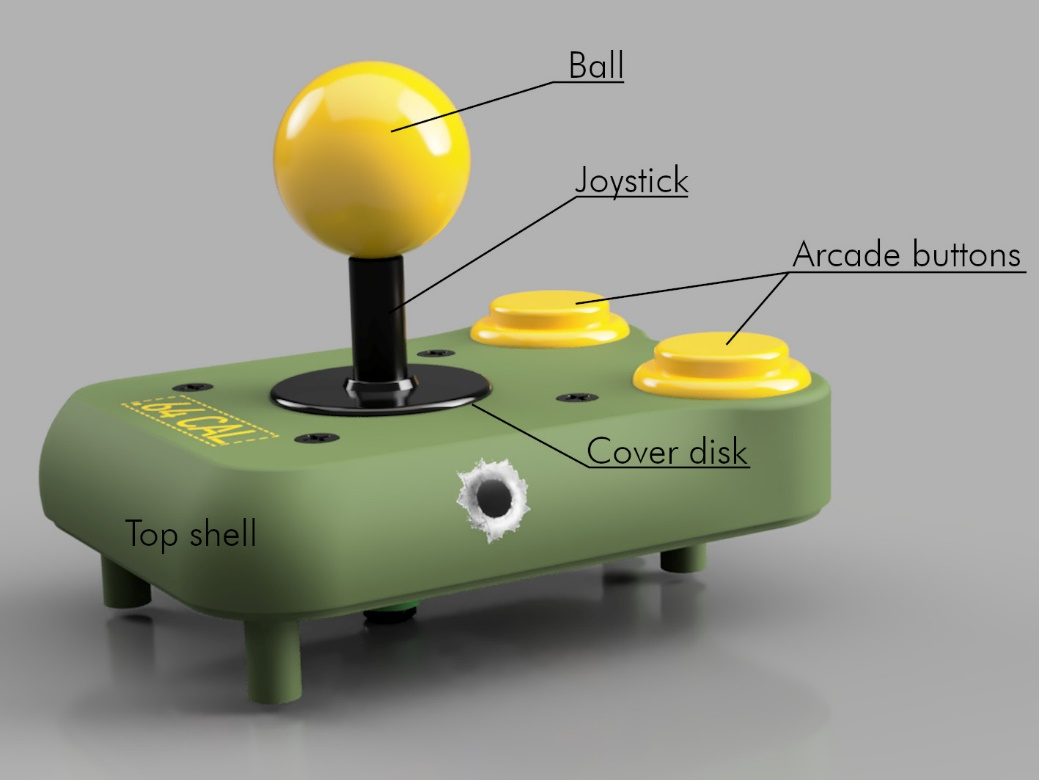 Ball
Joystick
Arcade buttons
64 CAL
Cover disk
Top shell